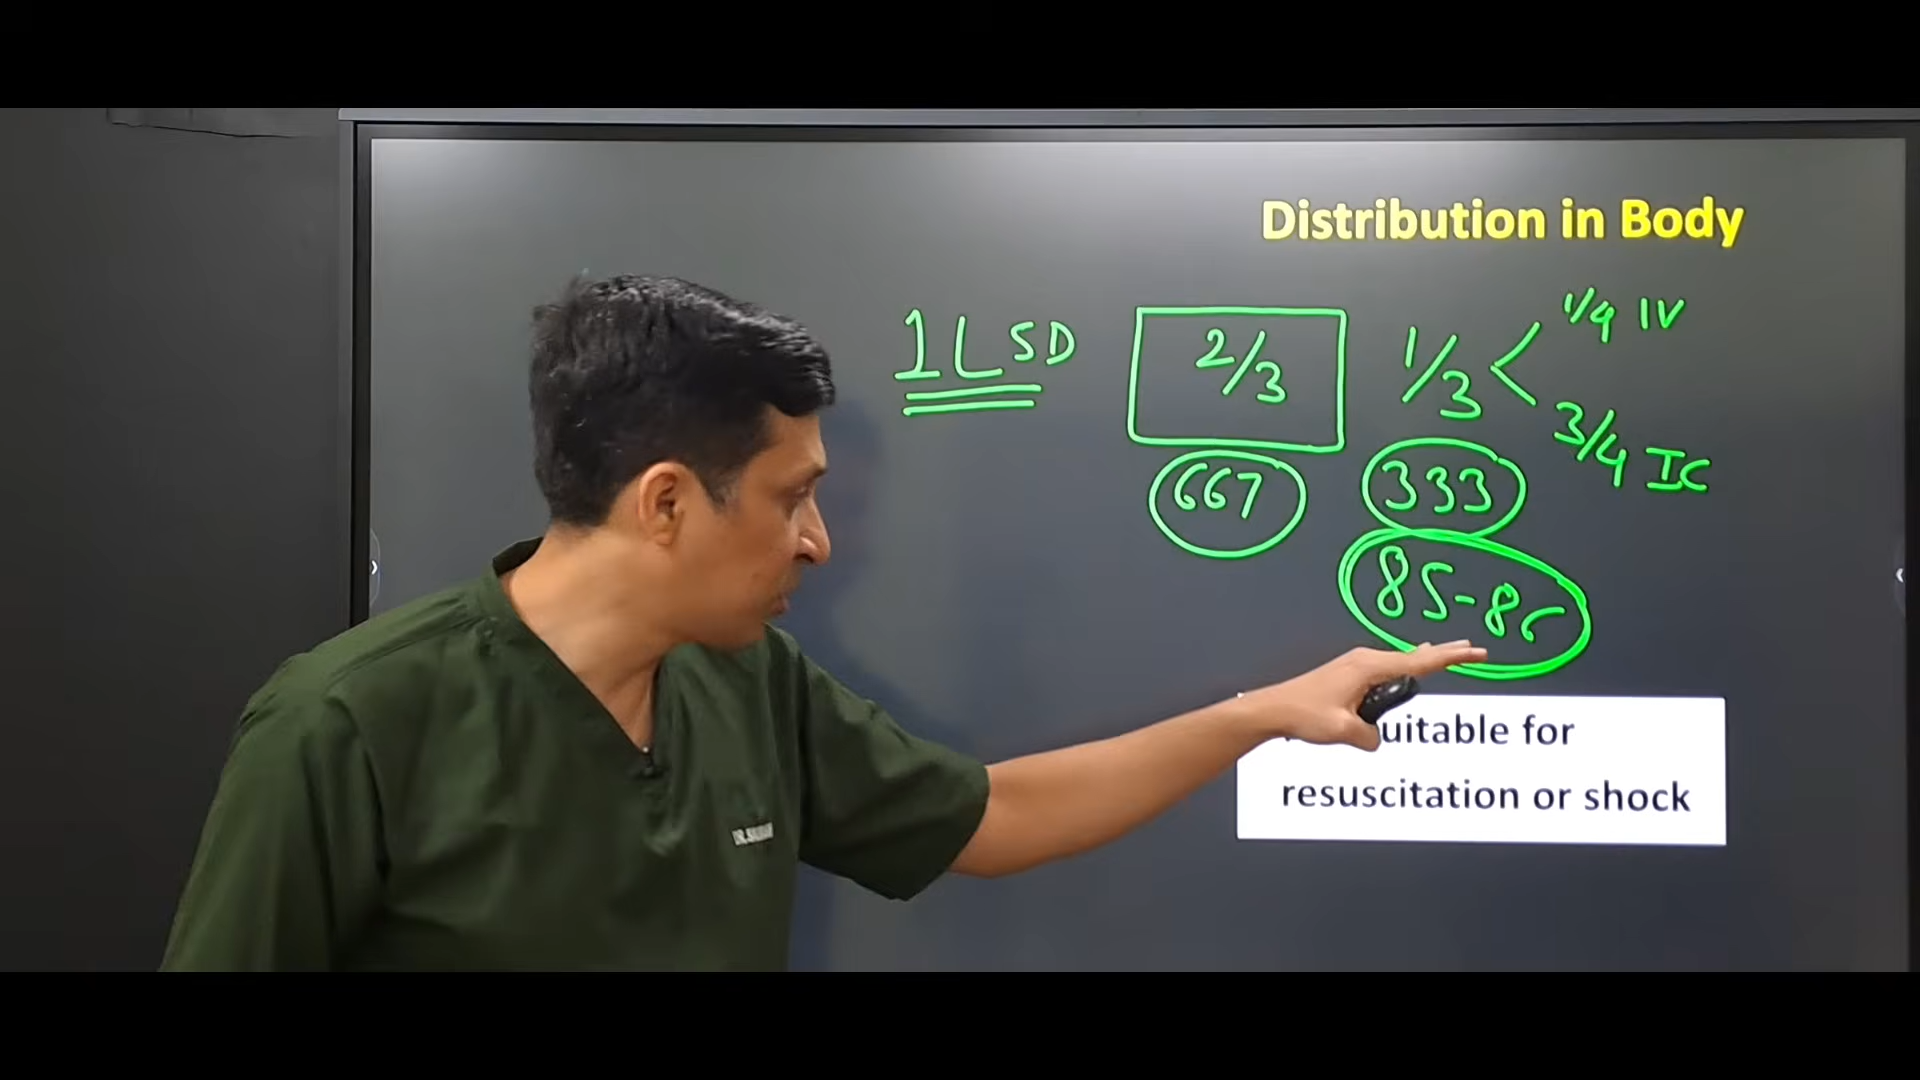 Distribution in Body
1L 5D 2/3 1/3 1/4 IV
3/4 IC
667 333
85-86
uitable for
resuscitation or shock